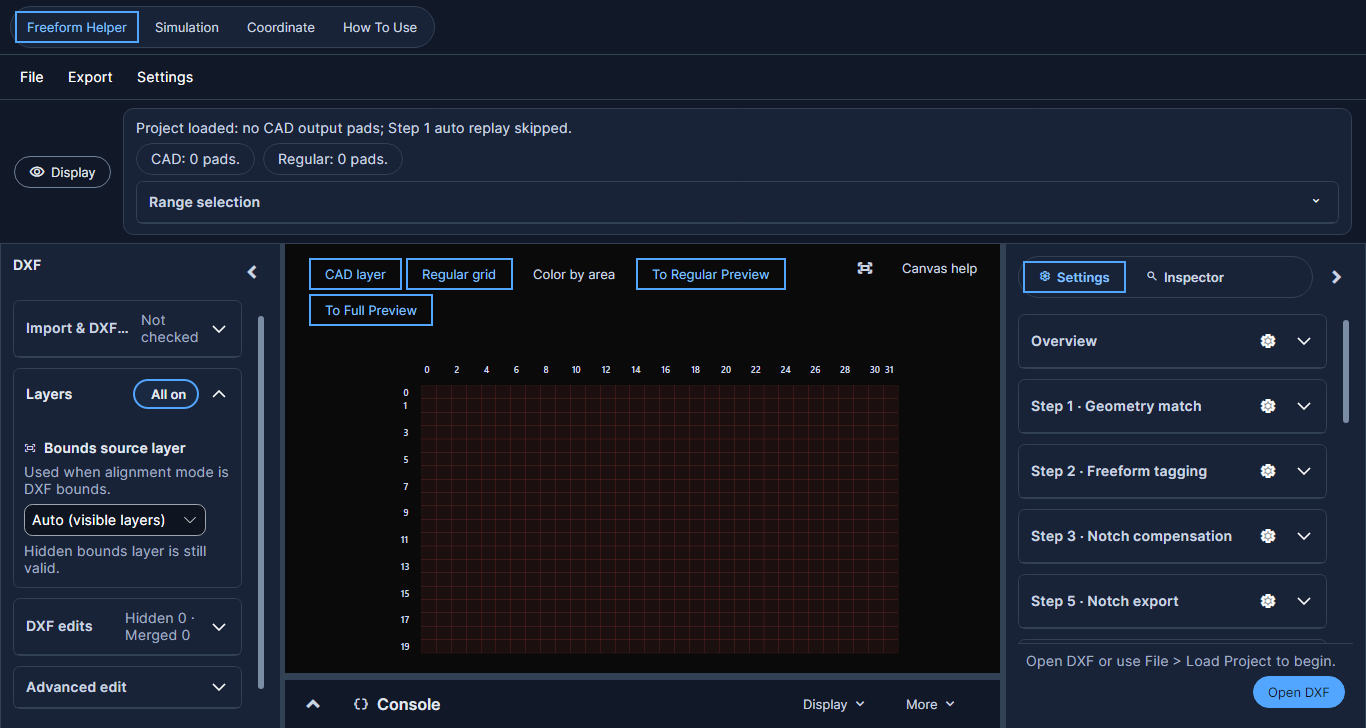 Freeform Helper Simulation Coordinate How To Use
File Export Settings
Project loaded: no CAD output pads; Step 1 auto replay skipped.
CAD: 0 pads. Regular: 0 pads.
Display
Range selection
DXF
Import & DXF... Not checked
Layers All on
Bounds source layer
Used when alignment mode is
DXF bounds.
Auto (visible layers)
Hidden bounds layer is still
valid.
DXF edits Hidden 0 ·
Merged 0
Advanced edit
CAD layer Regular grid Color by area To Regular Preview
To Full Preview
Canvas help
0 2 4 6 8 10 12 14 16 18 20 22 24 26 28 30 31
0
1
3
5
7
9
11
13
15
17
19
Console Display More
Settings Inspector
Overview
Step 1 · Geometry match
Step 2 · Freeform tagging
Step 3 · Notch compensation
Step 5 · Notch export
Open DXF or use File > Load Project to begin.
Open DXF